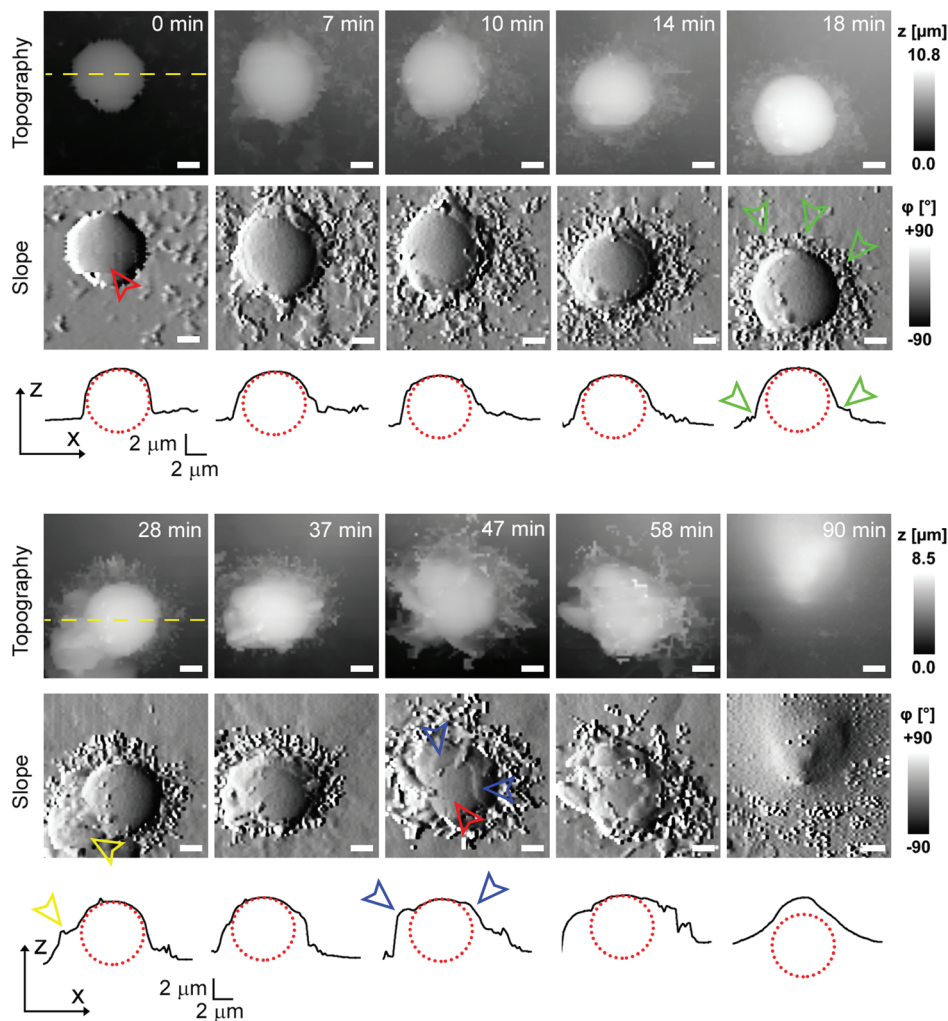 0 min
7 min
10 min
14 min
18 min
z [µm]
10.8
0.0
Topography
Slope
φ [°]
+90
-90
z
x
2 µm
2 µm
28 min
37 min
47 min
58 min
90 min
z [µm]
8.5
0.0
Topography
Slope
φ [°]
+90
-90
z
x
2 µm
2 µm